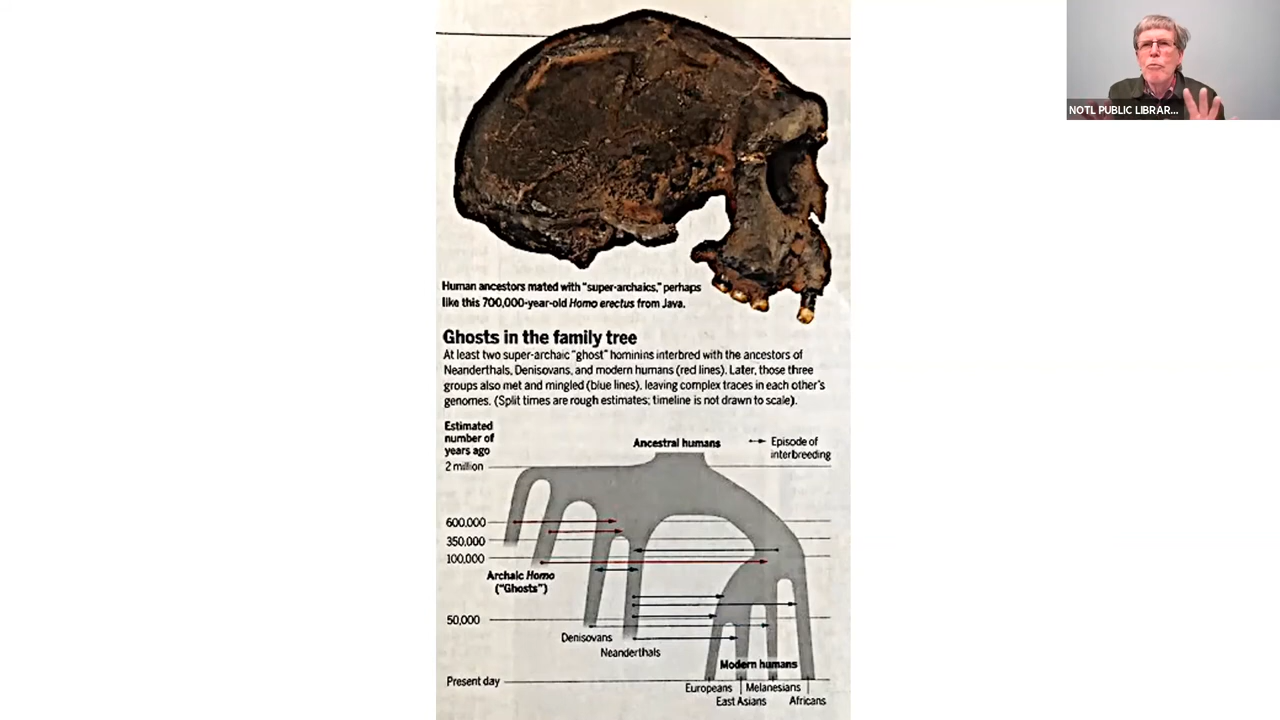 NOTL PUBLIC LIBRAR...
Human ancestors mated with "super-archaics," perhaps
like this 700,000-year-old Homo erectus from Java.
Ghosts in the family tree
At least two super-archaic "ghost" hominins interbred with the ancestors of
Neanderthals, Denisovans, and modern humans (red lines). Later, those three
groups also met and mingled (blue lines), leaving complex traces in each other's
genomes. (Split times are rough estimates; timeline is not drawn to scale).
Estimated
number of
years ago
Ancestral humans
Episode of
interbreeding
2 million
600,000
350,000
100,000
Archaic Homo
("Ghosts")
50,000
Denisovans
Neanderthals
Modern humans
Present day
Europeans
Melanesians
East Asians
Africans